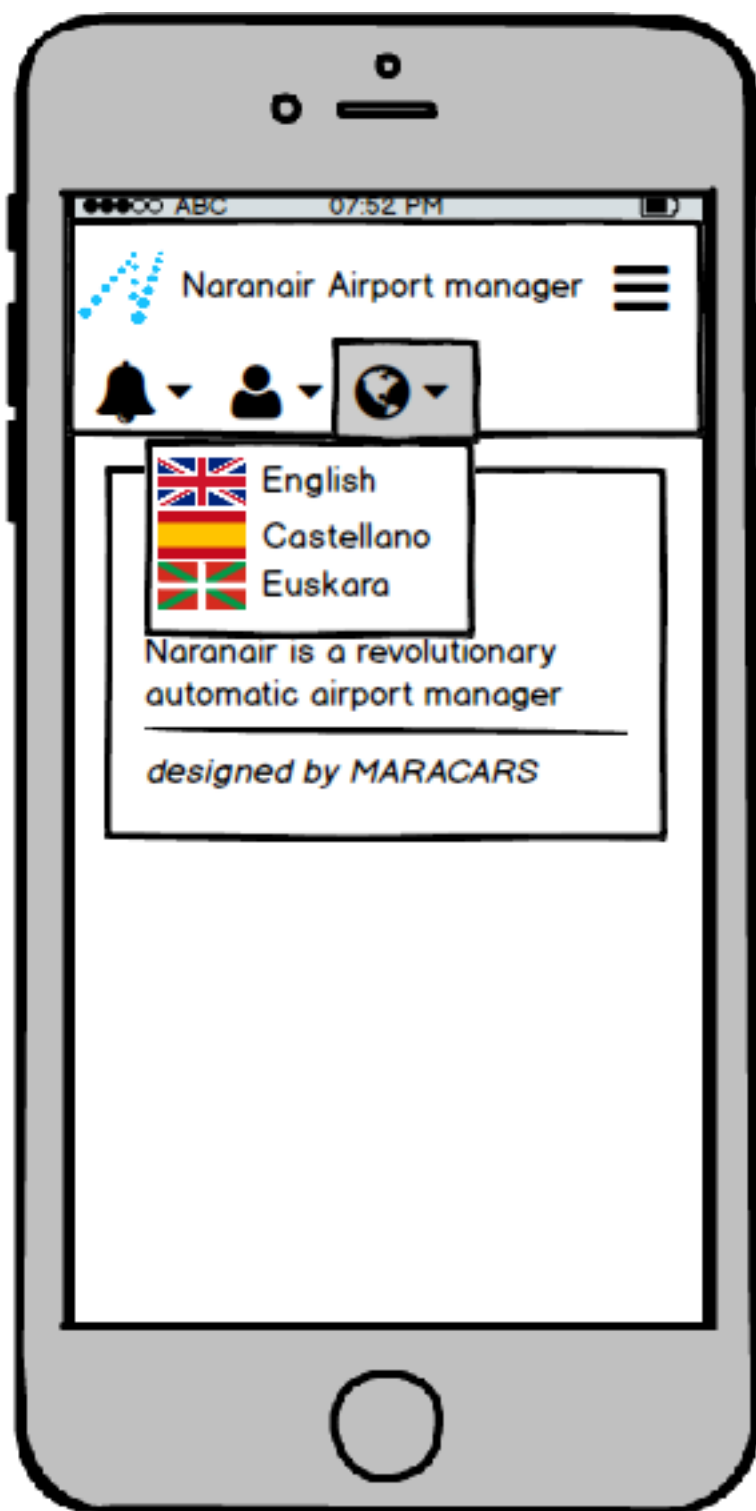 ABC 07:52 PM
Naranair Airport manager
English
Castellano
Euskara
Naranair is a revolutionary
automatic airport manager
designed by MARACARS